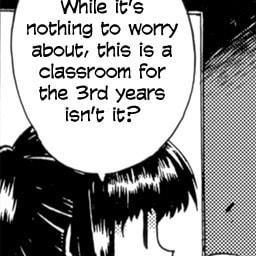 While it's
nothing to worry
about, this is a
classroom for
the 3rd years
isn't it?